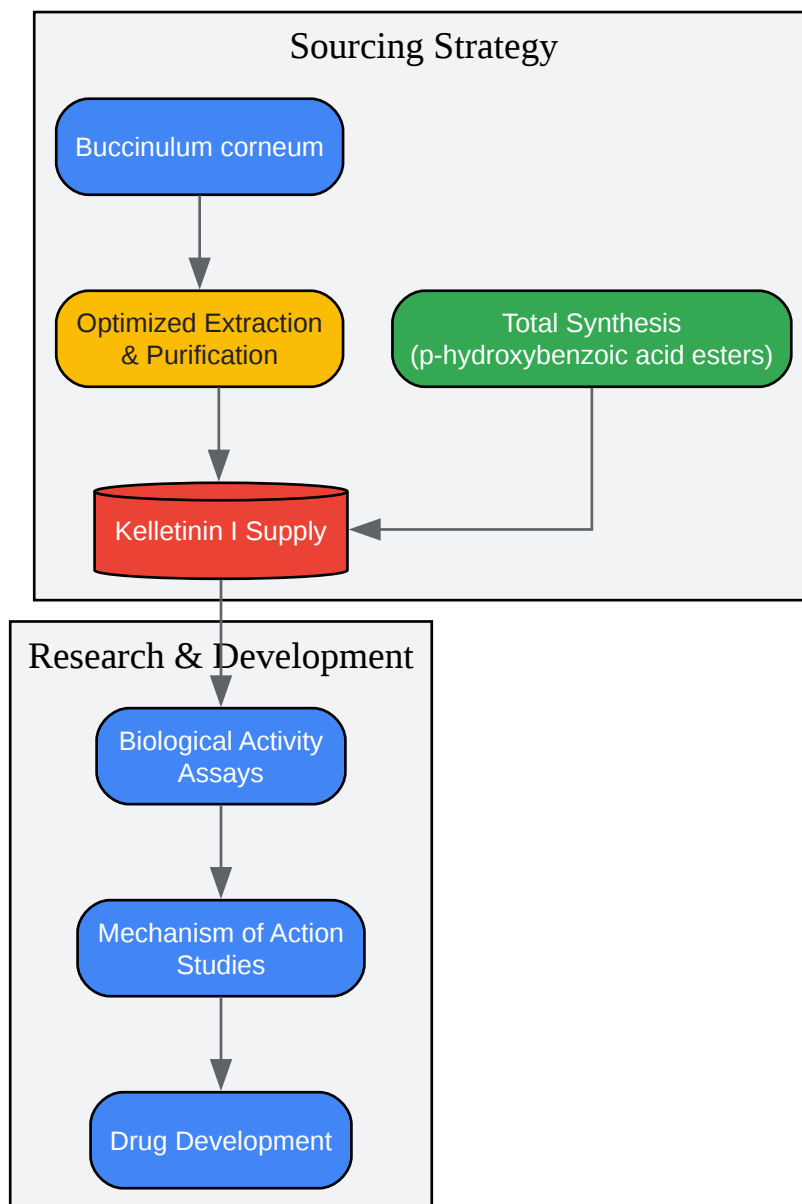 Sourcing Strategy
Buccinulum corneum
Optimized Extraction
& Purification
Total Synthesis
(p-hydroxybenzoic acid esters)
Kelletinin I Supply
Research & Development
Biological Activity
Assays
Mechanism of Action
Studies
Drug Development